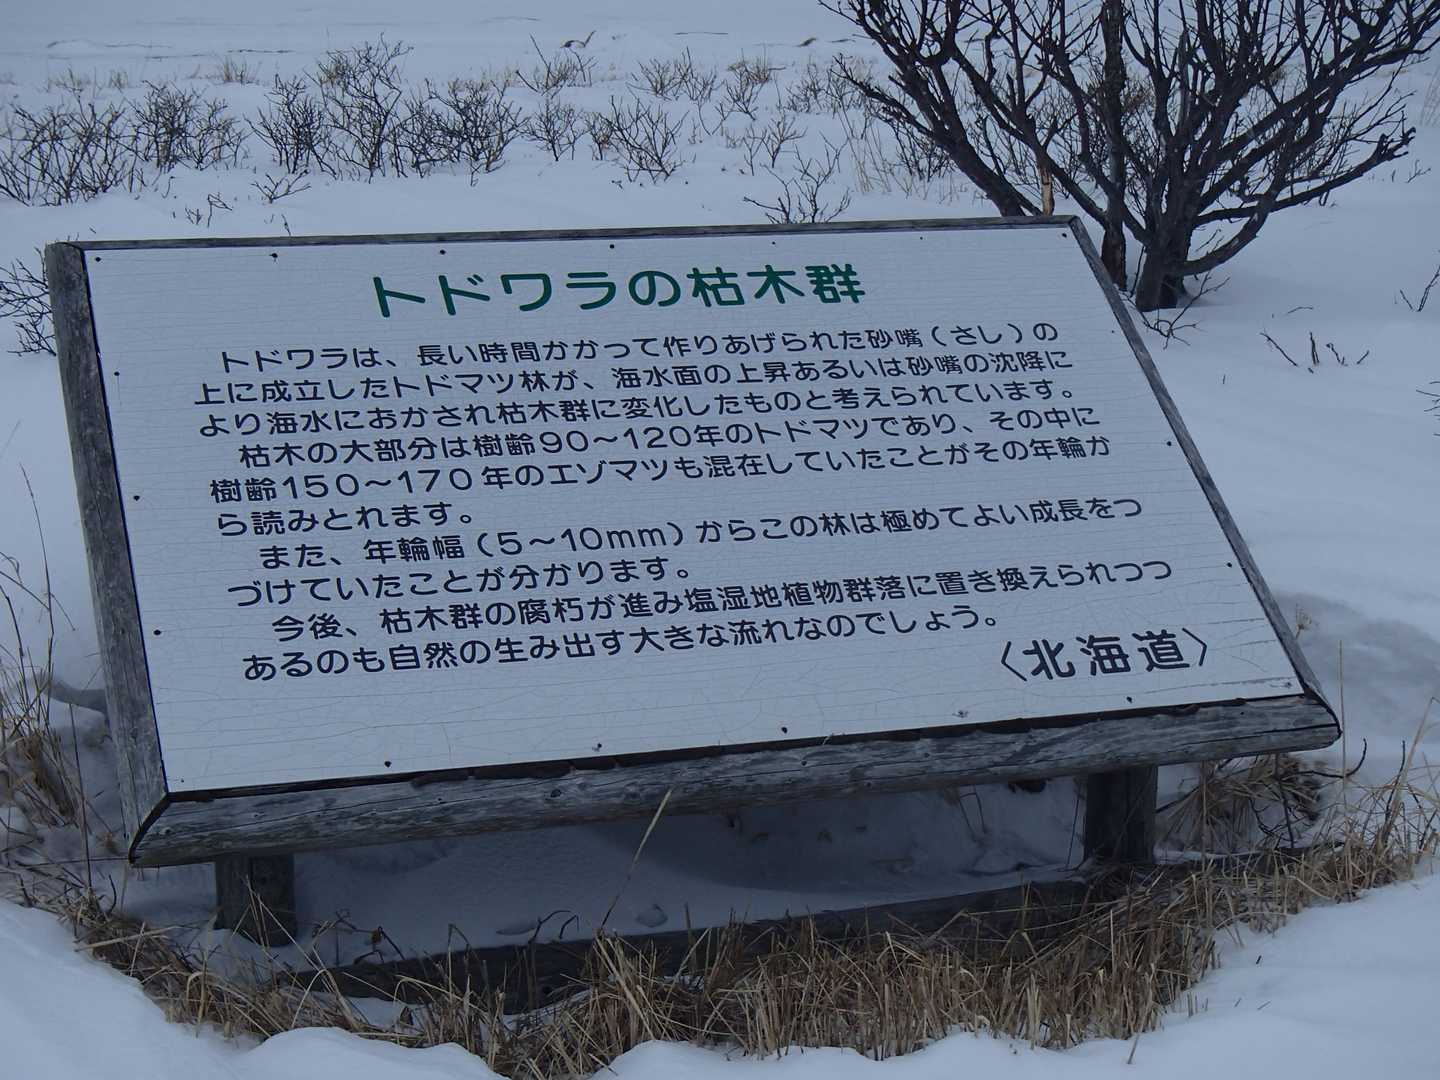 トドワラの枯木群
トドワラは、長い時間かかって作りあげられた砂嘴（さし）の
上に成立したトドマツ林が、海水面の上昇あるいは砂嘴の沈降に
より海水におかされ枯木群に変化したものと考えられています。
枯木の大部分は樹齢90～120年のトドマツであり、その中に
樹齢150～170年のエゾマツも混在していたことがその年輪か
ら読みとれます。
また、年輪幅（5～10mm）からこの林は極めてよい成長をつ
づけていたことが分かります。
今後、枯木群の腐朽が進み塩湿地植物群落に置き換えられつつ
あるのも自然の生み出す大きな流れなのでしょう。
〈北海道〉